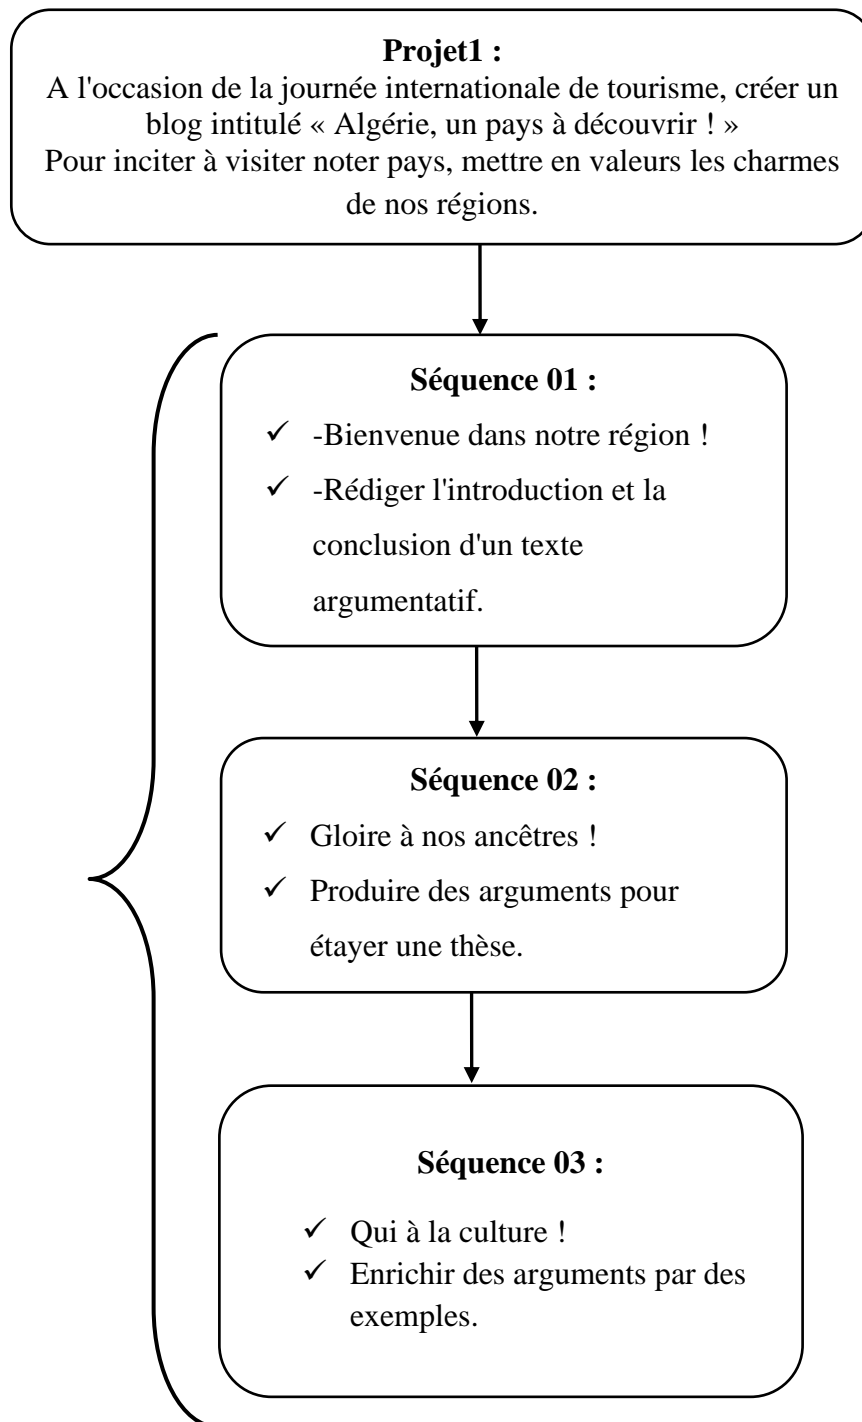 Projet1 :
A l'occasion de la journée internationale de tourisme, créer un
blog intitulé « Algérie, un pays à découvrir ! »
Pour inciter à visiter noter pays, mettre en valeurs les charmes
de nos régions.
Séquence 01 :
✓ -Bienvenue dans notre région !
✓ -Rédiger l'introduction et la
conclusion d'un texte
argumentatif.
Séquence 02 :
✓ Gloire à nos ancêtres !
✓ Produire des arguments pour
étayer une thèse.
Séquence 03 :
✓ Qui à la culture !
✓ Enrichir des arguments par des
exemples.